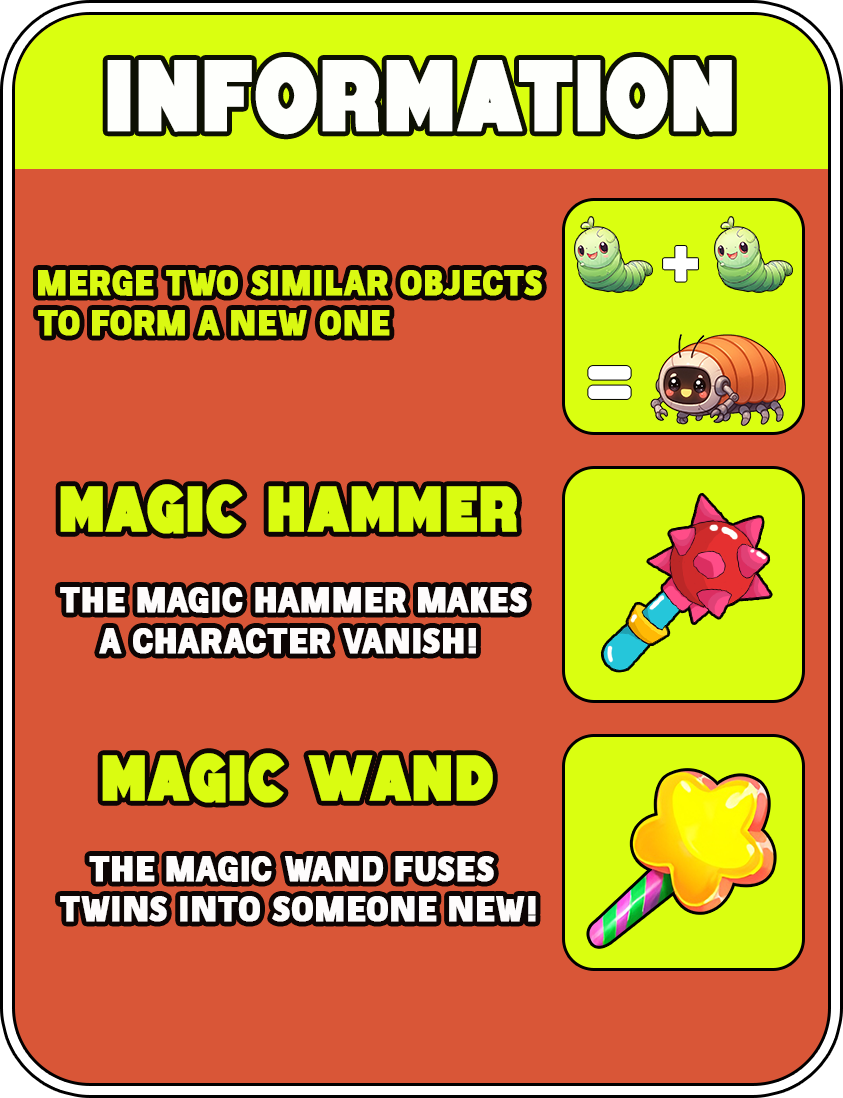 INFORMATION
MERGE TWO SIMILAR OBJECTS
TO FORM A NEW ONE
+
=
MAGIC HAMMER
THE MAGIC HAMMER MAKES
A CHARACTER VANISH!
MAGIC WAND
THE MAGIC WAND FUSES
TWINS INTO SOMEONE NEW!